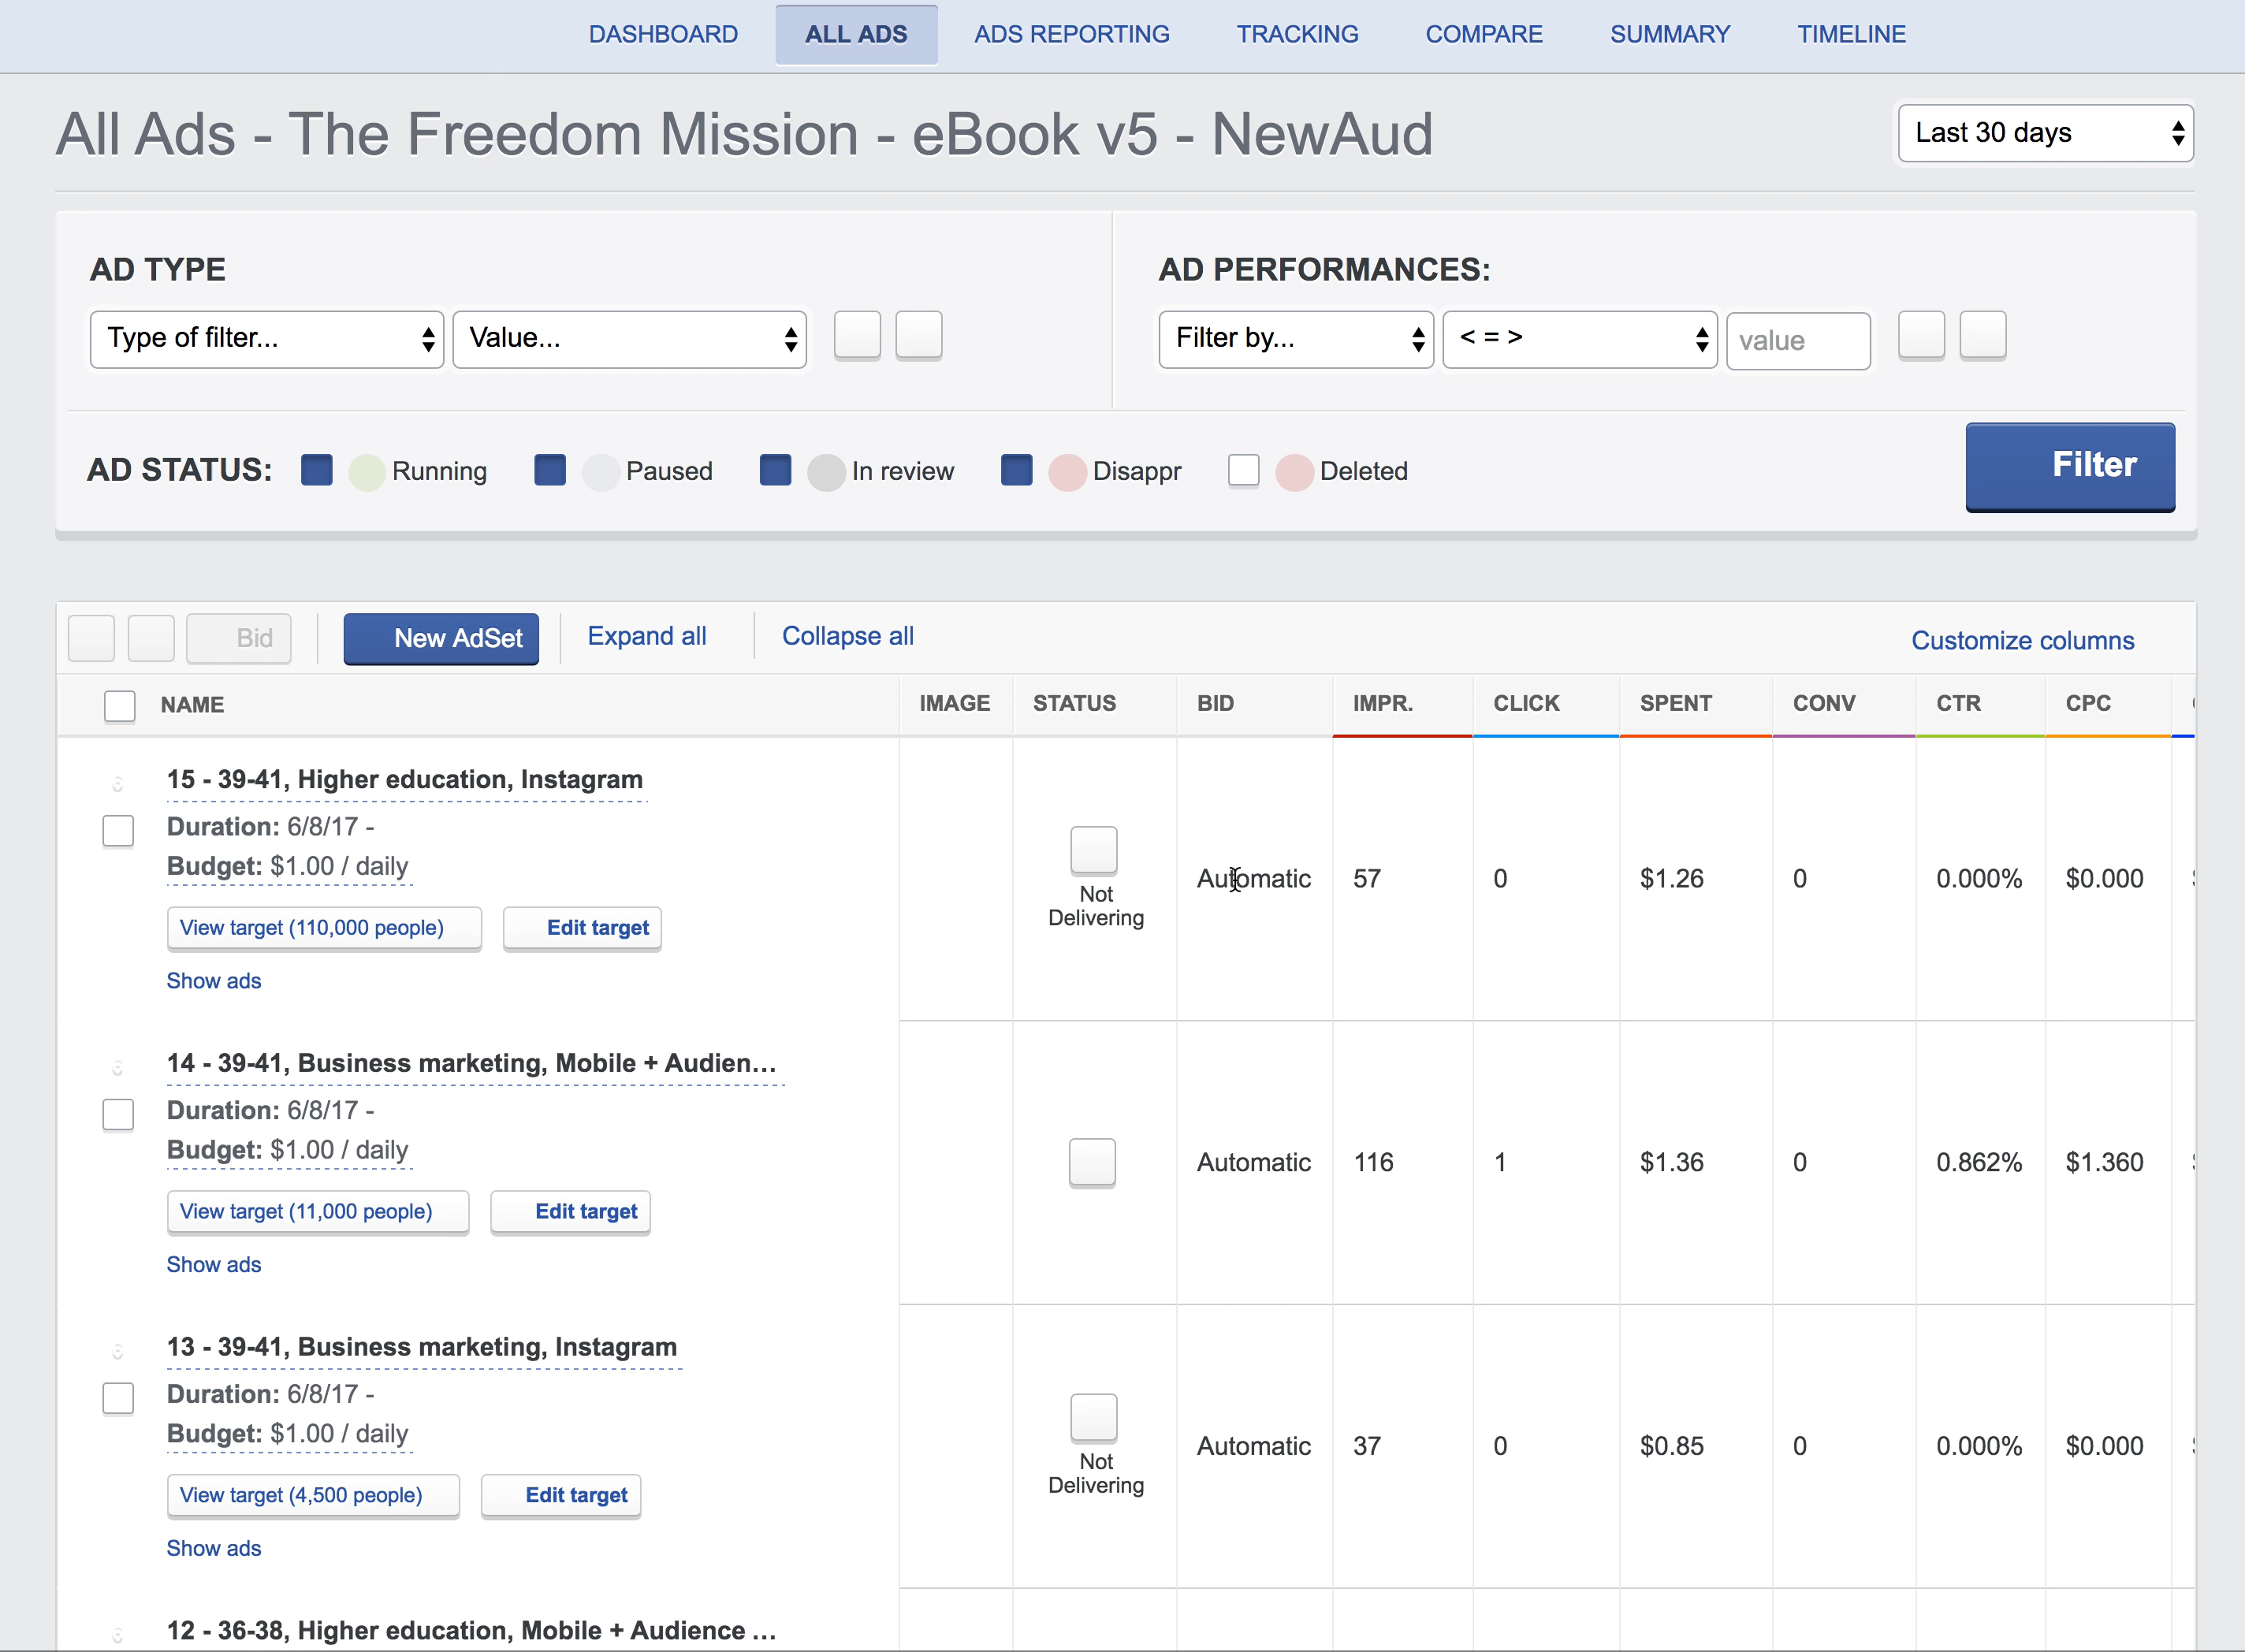 DASHBOARD ALL ADS ADS REPORTING TRACKING COMPARE SUMMARY TIMELINE
All Ads - The Freedom Mission - eBook v5 - NewAud Last 30 days
AD TYPE AD PERFORMANCES:
Type of filter... Value... Filter by... < = > value
AD STATUS: Running Paused In review Disappr Deleted Filter
Bid New AdSet Expand all Collapse all Customize columns
NAME IMAGE STATUS BID IMPR. CLICK SPENT CONV CTR CPC
15 - 39-41, Higher education, Instagram
Duration: 6/8/17 -
Budget: $1.00 / daily
Not
Delivering
Automatic 57 0 $1.26 0 0.000% $0.000
View target (110,000 people) Edit target
Show ads
14 - 39-41, Business marketing, Mobile + Audien...
Duration: 6/8/17 -
Budget: $1.00 / daily
Automatic 116 1 $1.36 0 0.862% $1.360
View target (11,000 people) Edit target
Show ads
13 - 39-41, Business marketing, Instagram
Duration: 6/8/17 -
Budget: $1.00 / daily
Not
Delivering
Automatic 37 0 $0.85 0 0.000% $0.000
View target (4,500 people) Edit target
Show ads
12 - 36-38, Higher education, Mobile + Audience ...